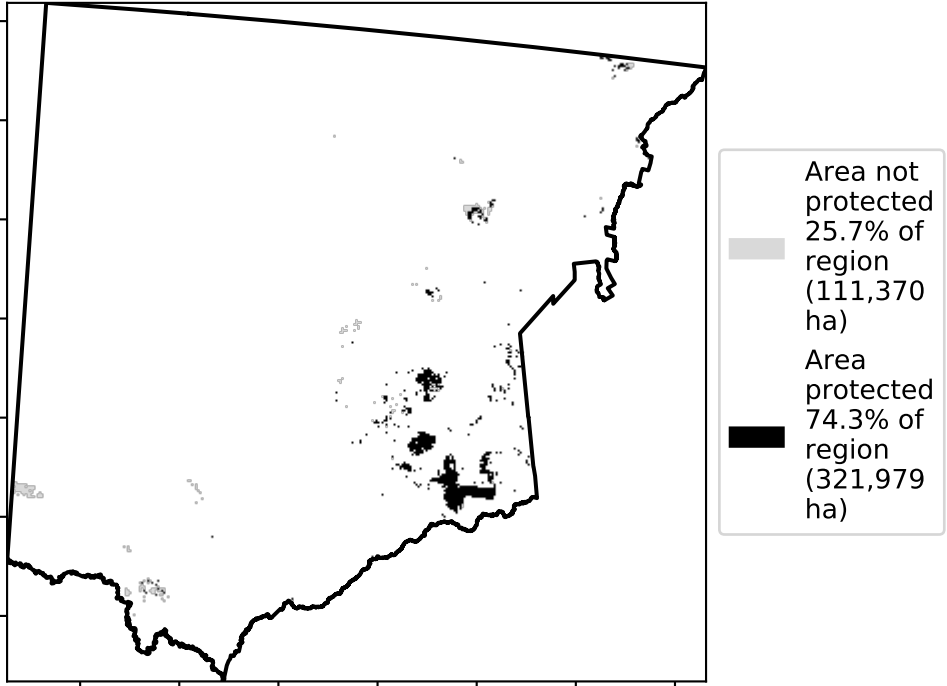 Area not
protected
25.7% of
region
(111,370
ha)
Area
protected
74.3% of
region
(321,979
ha)